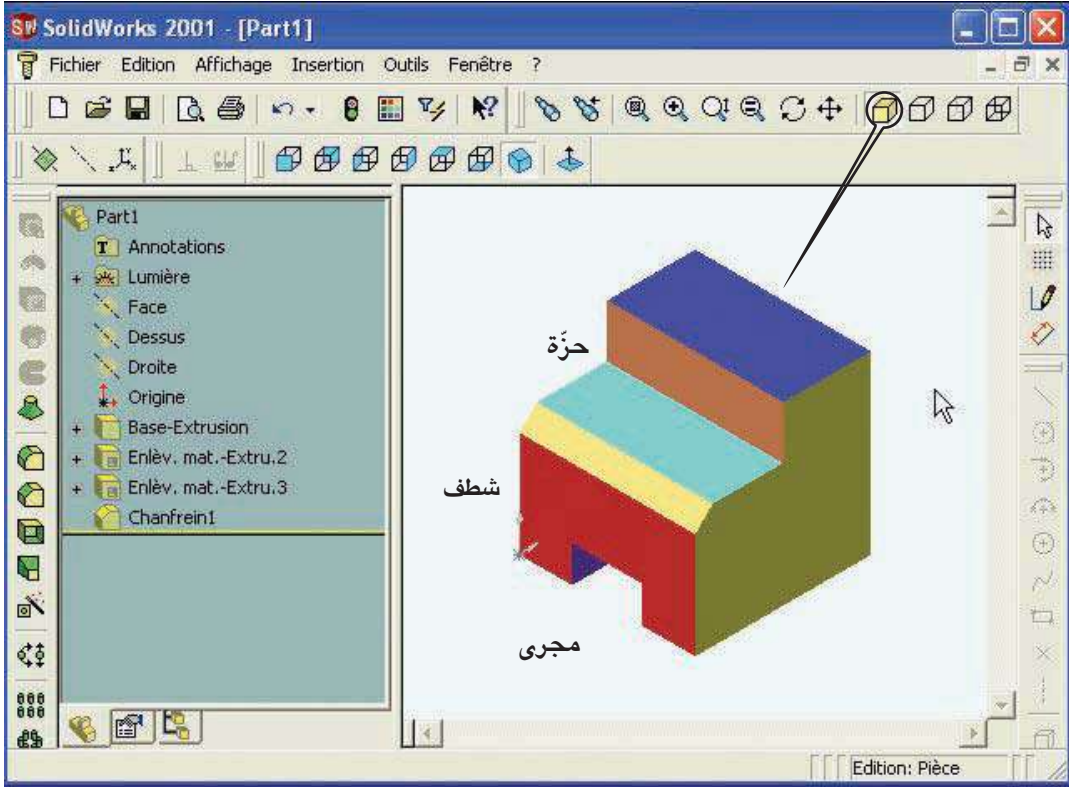 SolidWorks 2001 - [Part1]
Fichier Edition Affichage Insertion Outils Fenêtre ?
Part1
Annotations
Lumière
Face
Dessus
Droite
Origine
Base-Extrusion
Enlèv. mat.-Extru.2
Enlèv. mat.-Extru.3
Chanfrein1
حزّة
شطف
مجرى
Edition: Pièce